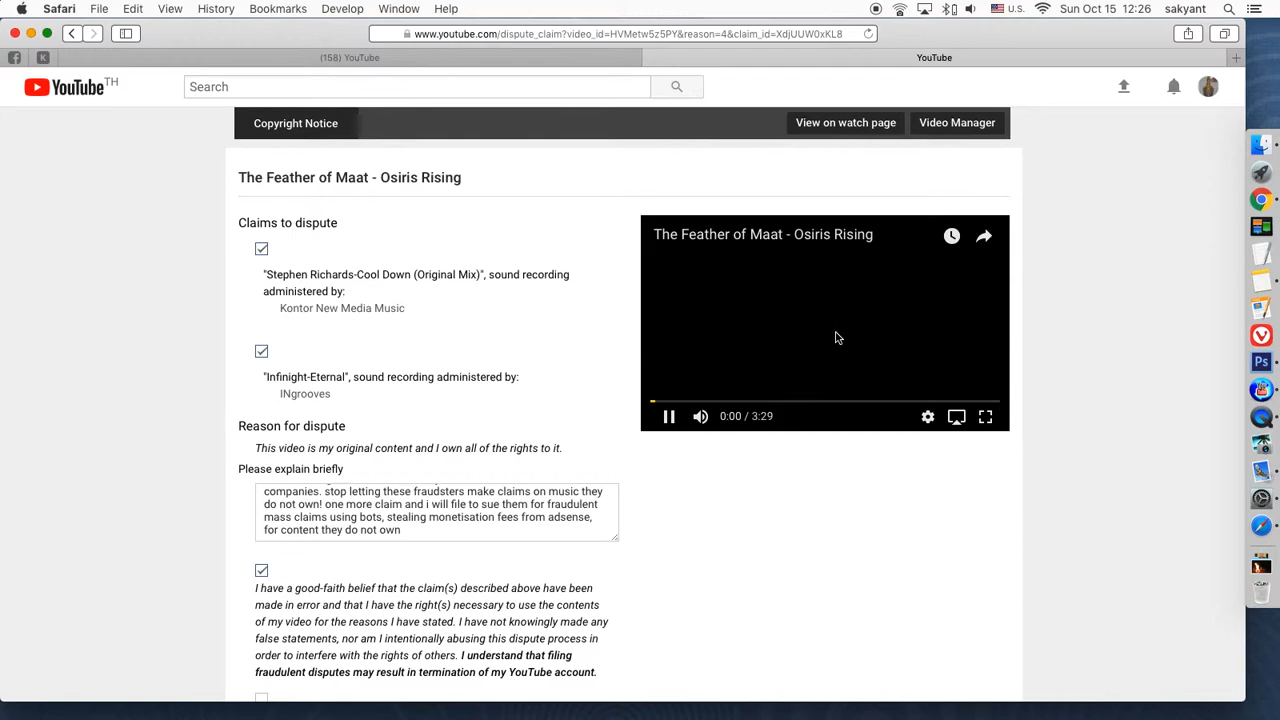 Safari File Edit View History Bookmarks Develop Window Help U.S. Sun Oct 15 12:26 sakyant
www.youtube.com/dispute_claim?video_id=HVMetw5z5PY&reason=4&claim_id=XdjUUW0xKL8
(158) YouTube YouTube
YouTube TH Search
Copyright Notice View on watch page Video Manager
The Feather of Maat - Osiris Rising
Claims to dispute
The Feather of Maat - Osiris Rising
"Stephen Richards-Cool Down (Original Mix)", sound recording
administered by:
Kontor New Media Music
"Infinight-Eternal", sound recording administered by:
INgrooves
0:00 / 3:29
Reason for dispute
This video is my original content and I own all of the rights to it.
Please explain briefly
companies. stop letting these fraudsters make claims on music they
do not own! one more claim and i will file to sue them for fraudulent
mass claims using bots, stealing monetisation fees from adsense,
for content they do not own
I have a good-faith belief that the claim(s) described above have been
made in error and that I have the right(s) necessary to use the contents
of my video for the reasons I have stated. I have not knowingly made any
false statements, nor am I intentionally abusing this dispute process in
order to interfere with the rights of others. I understand that filing
fraudulent disputes may result in termination of my YouTube account.